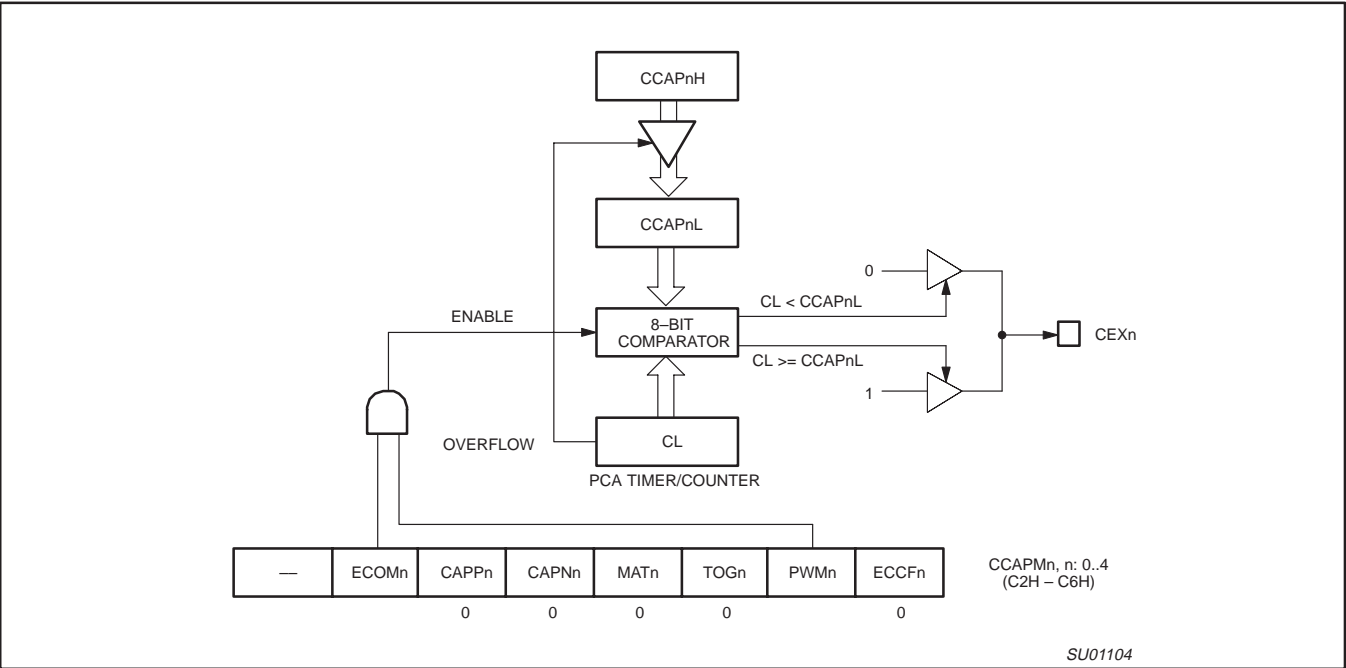 CCAPnH
CCAPnL
0
CL < CCAPnL
ENABLE
8–BIT
COMPARATOR
CEXn
CL >= CCAPnL
1
OVERFLOW
CL
PCA TIMER/COUNTER
— ECOMn CAPPn CAPNn MATn TOGn PWMn ECCFn
CCAPMn, n: 0..4
(C2H – C6H)
0 0 0 0 0
SU01104